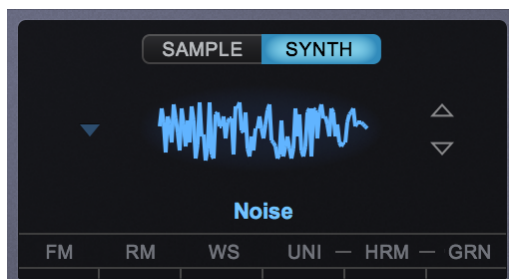 SAMPLE SYNTH
Noise
FM RM WS UNI — HRM — GRN